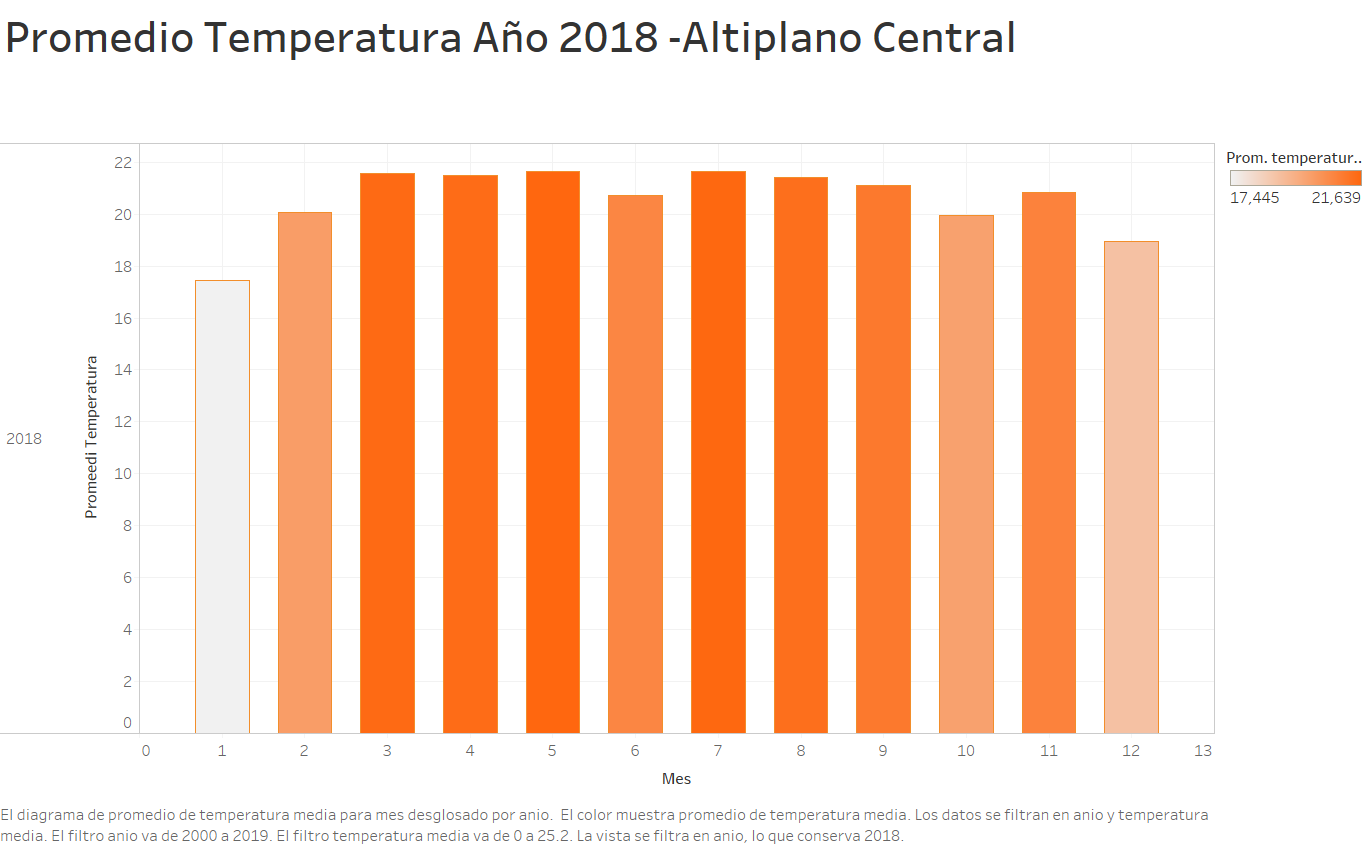 Promedio Temperatura Año 2018 -Altiplano Central
Prom. temperatur..
17,445 21,639
22
20
18
16
14
12
10
8
6
4
2
0
Promeedi Temperatura
2018
0 1 2 3 4 5 6 7 8 9 10 11 12 13
Mes
El diagrama de promedio de temperatura media para mes desglosado por anio.  El color muestra promedio de temperatura media. Los datos se filtran en anio y temperatura
media. El filtro anio va de 2000 a 2019. El filtro temperatura media va de 0 a 25.2. La vista se filtra en anio, lo que conserva 2018.